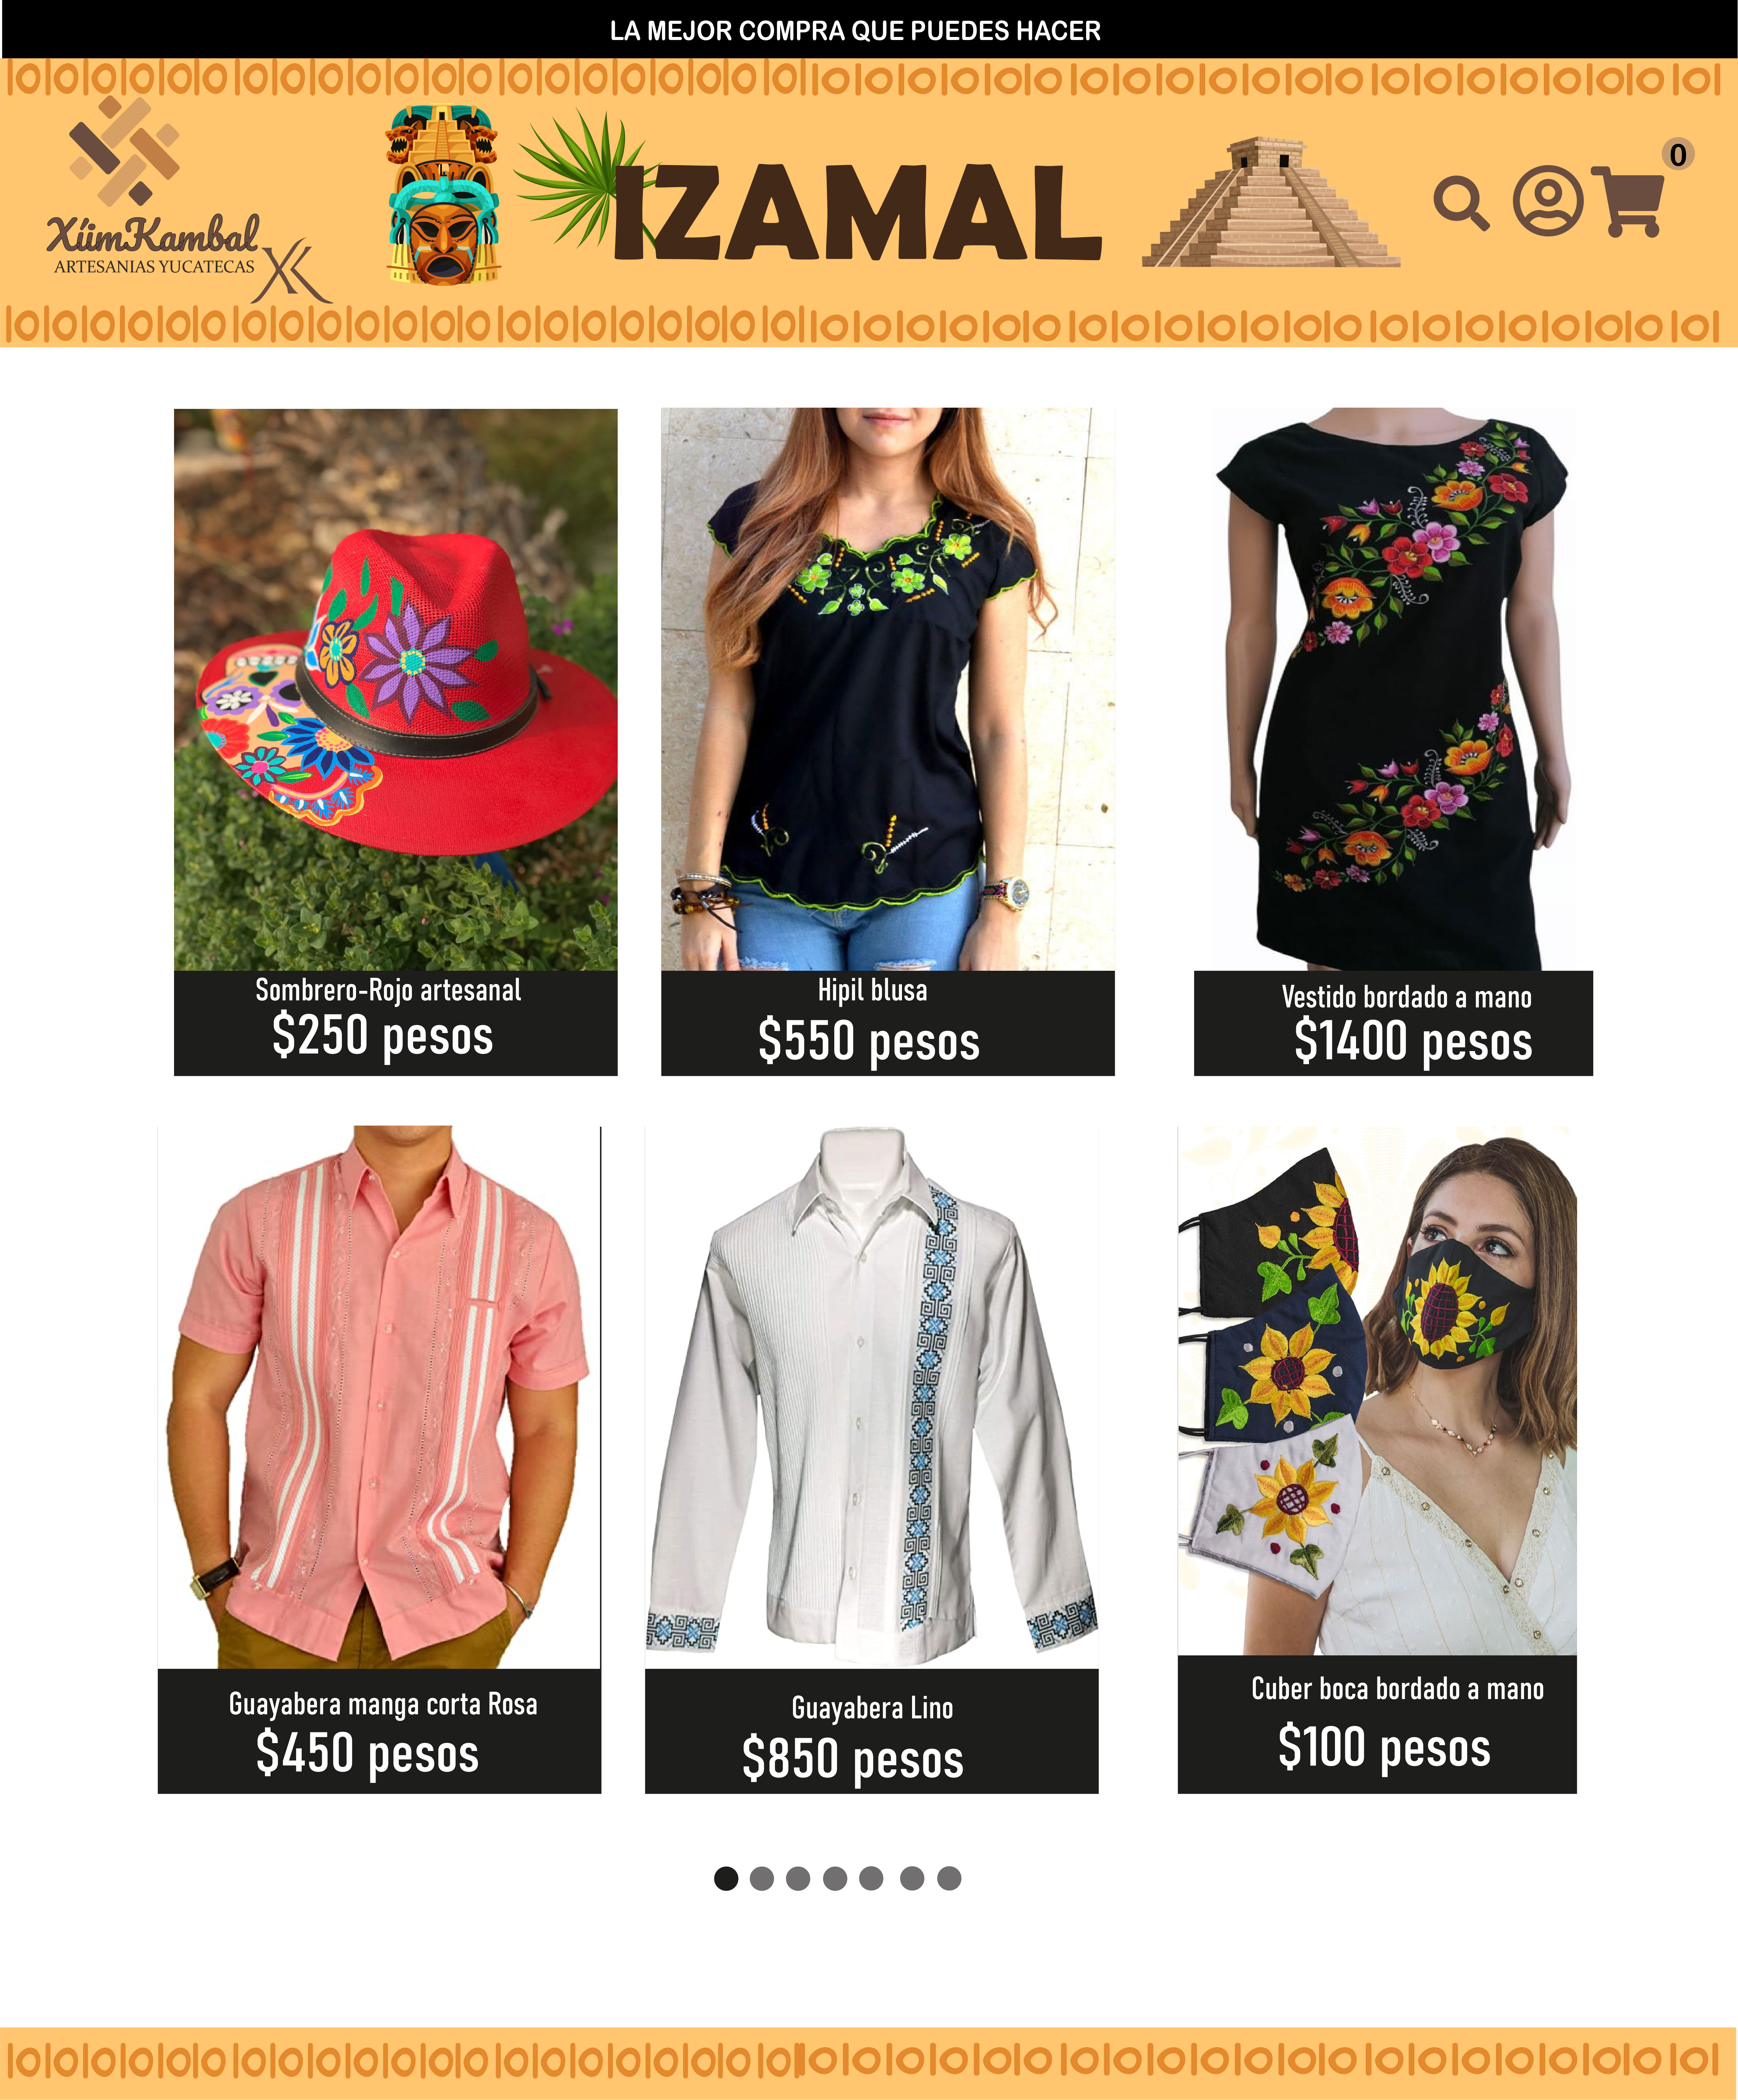 LA MEJOR COMPRA QUE PUEDES HACER
XíimKambal
ARTESANIAS YUCATECAS
XK
IZAMAL
0
Sombrero-Rojo artesanal
$250 pesos
Hipil blusa
$550 pesos
Vestido bordado a mano
$1400 pesos
Guayabera manga corta Rosa
$450 pesos
Guayabera Lino
$850 pesos
Cuber boca bordado a mano
$100 pesos